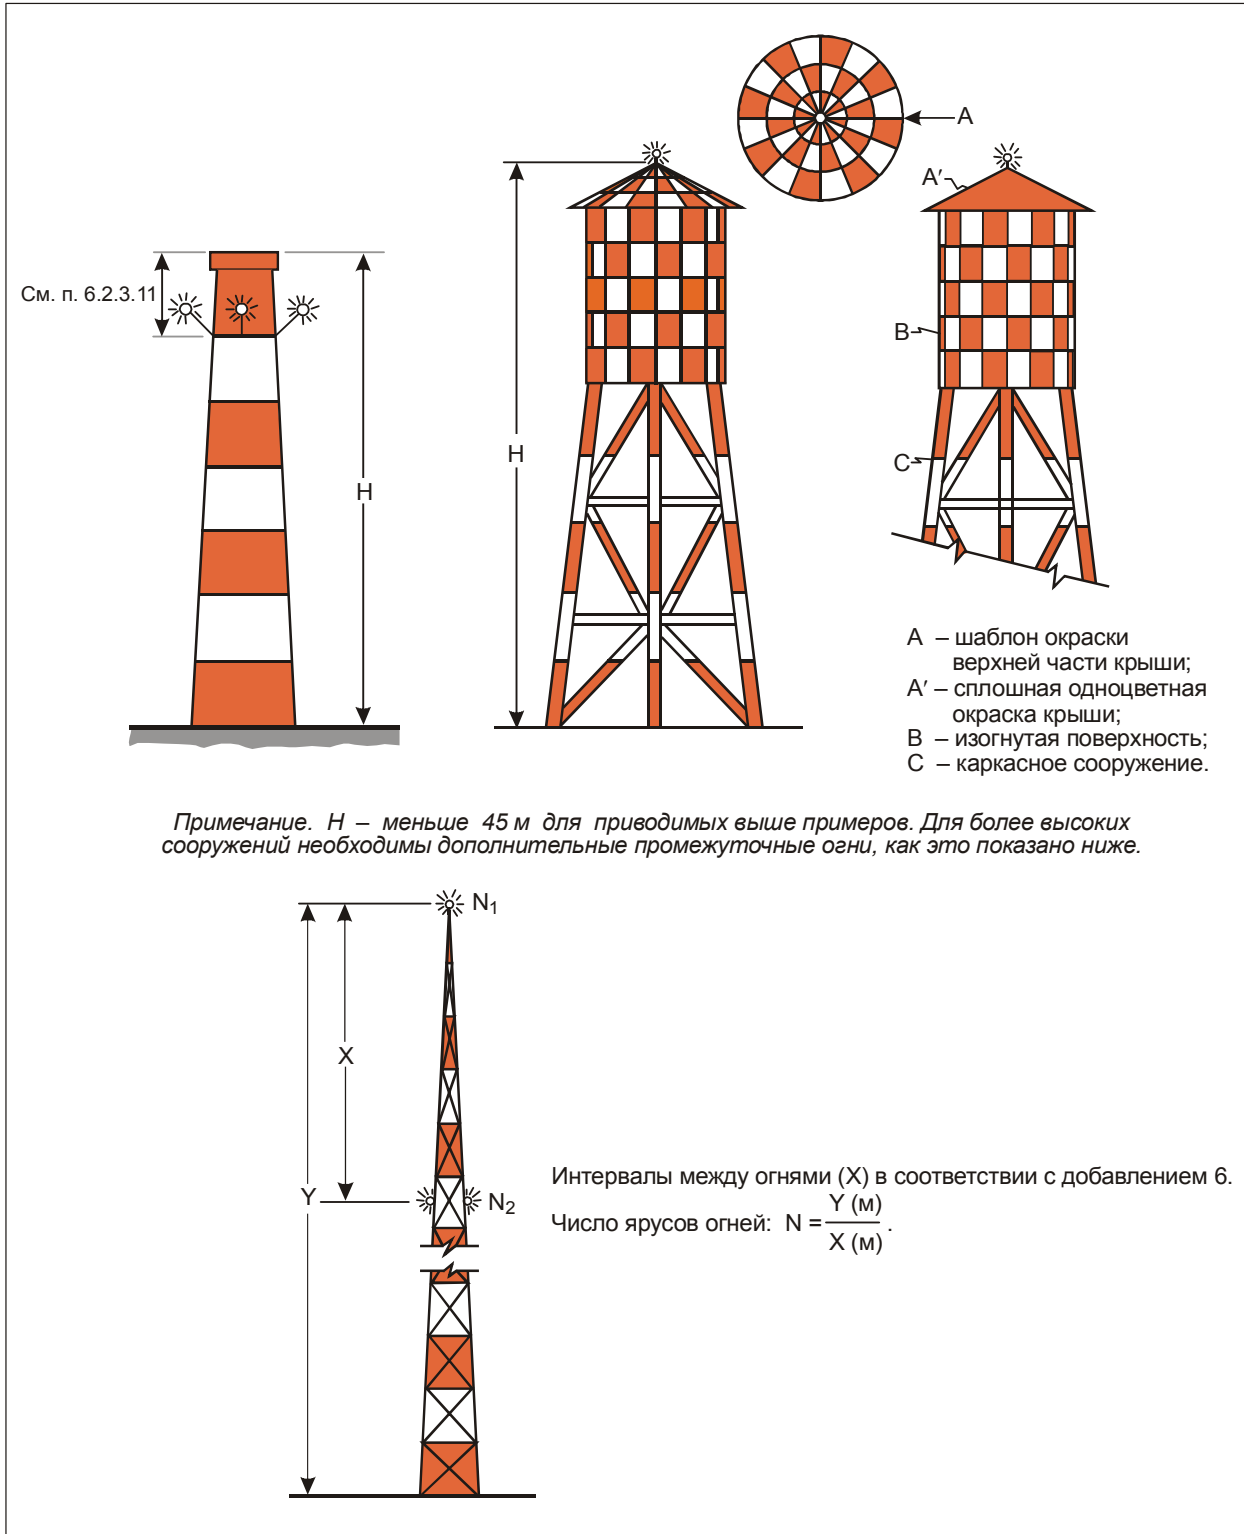 A
A′
См. п. 6.2.3.11
B
H
H
C
A – шаблон окраски
верхней части крыши;
A′ – сплошная одноцветная
окраска крыши;
B – изогнутая поверхность;
C – каркасное сооружение.
Примечание. H – меньше 45 м для приводимых выше примеров. Для более высоких
сооружений необходимы дополнительные промежуточные огни, как это показано ниже.
N₁
X
Y
N₂
Интервалы между огнями (X) в соответствии с добавлением 6.
Число ярусов огней: N = Y (м) / X (м) .